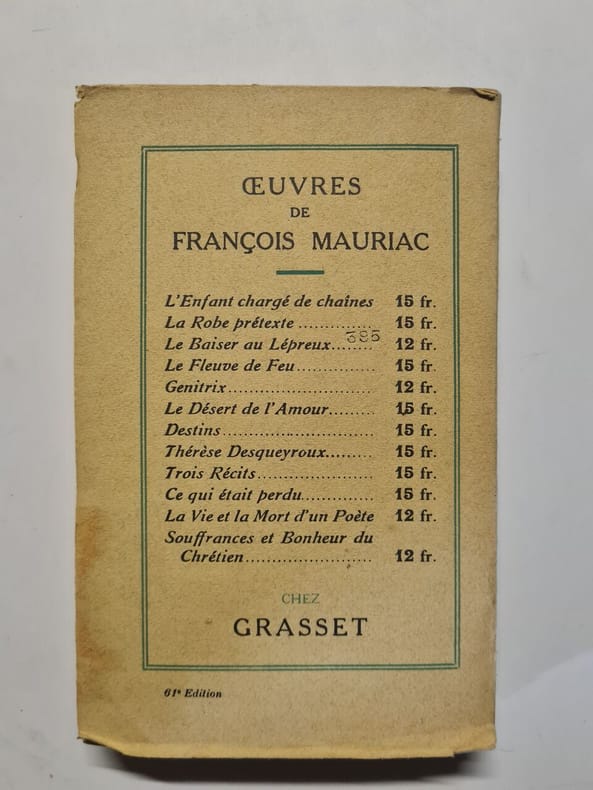 ŒUVRES
DE
FRANÇOIS MAURIAC
L'Enfant chargé de chaînes 15 fr.
La Robe prétexte .............. 15 fr.
395
Le Baiser au Lépreux........ 12 fr.
Le Fleuve de Feu.............. 15 fr.
Genitrix........................... 12 fr.
Le Désert de l'Amour........ 15 fr.
Destins............................ 15 fr.
Thérèse Desqueyroux......... 15 fr.
Trois Récits...................... 15 fr.
Ce qui était perdu............. 15 fr.
La Vie et la Mort d'un Poète 12 fr.
Souffrances et Bonheur du
Chrétien........................ 12 fr.
CHEZ
GRASSET
61e Edition